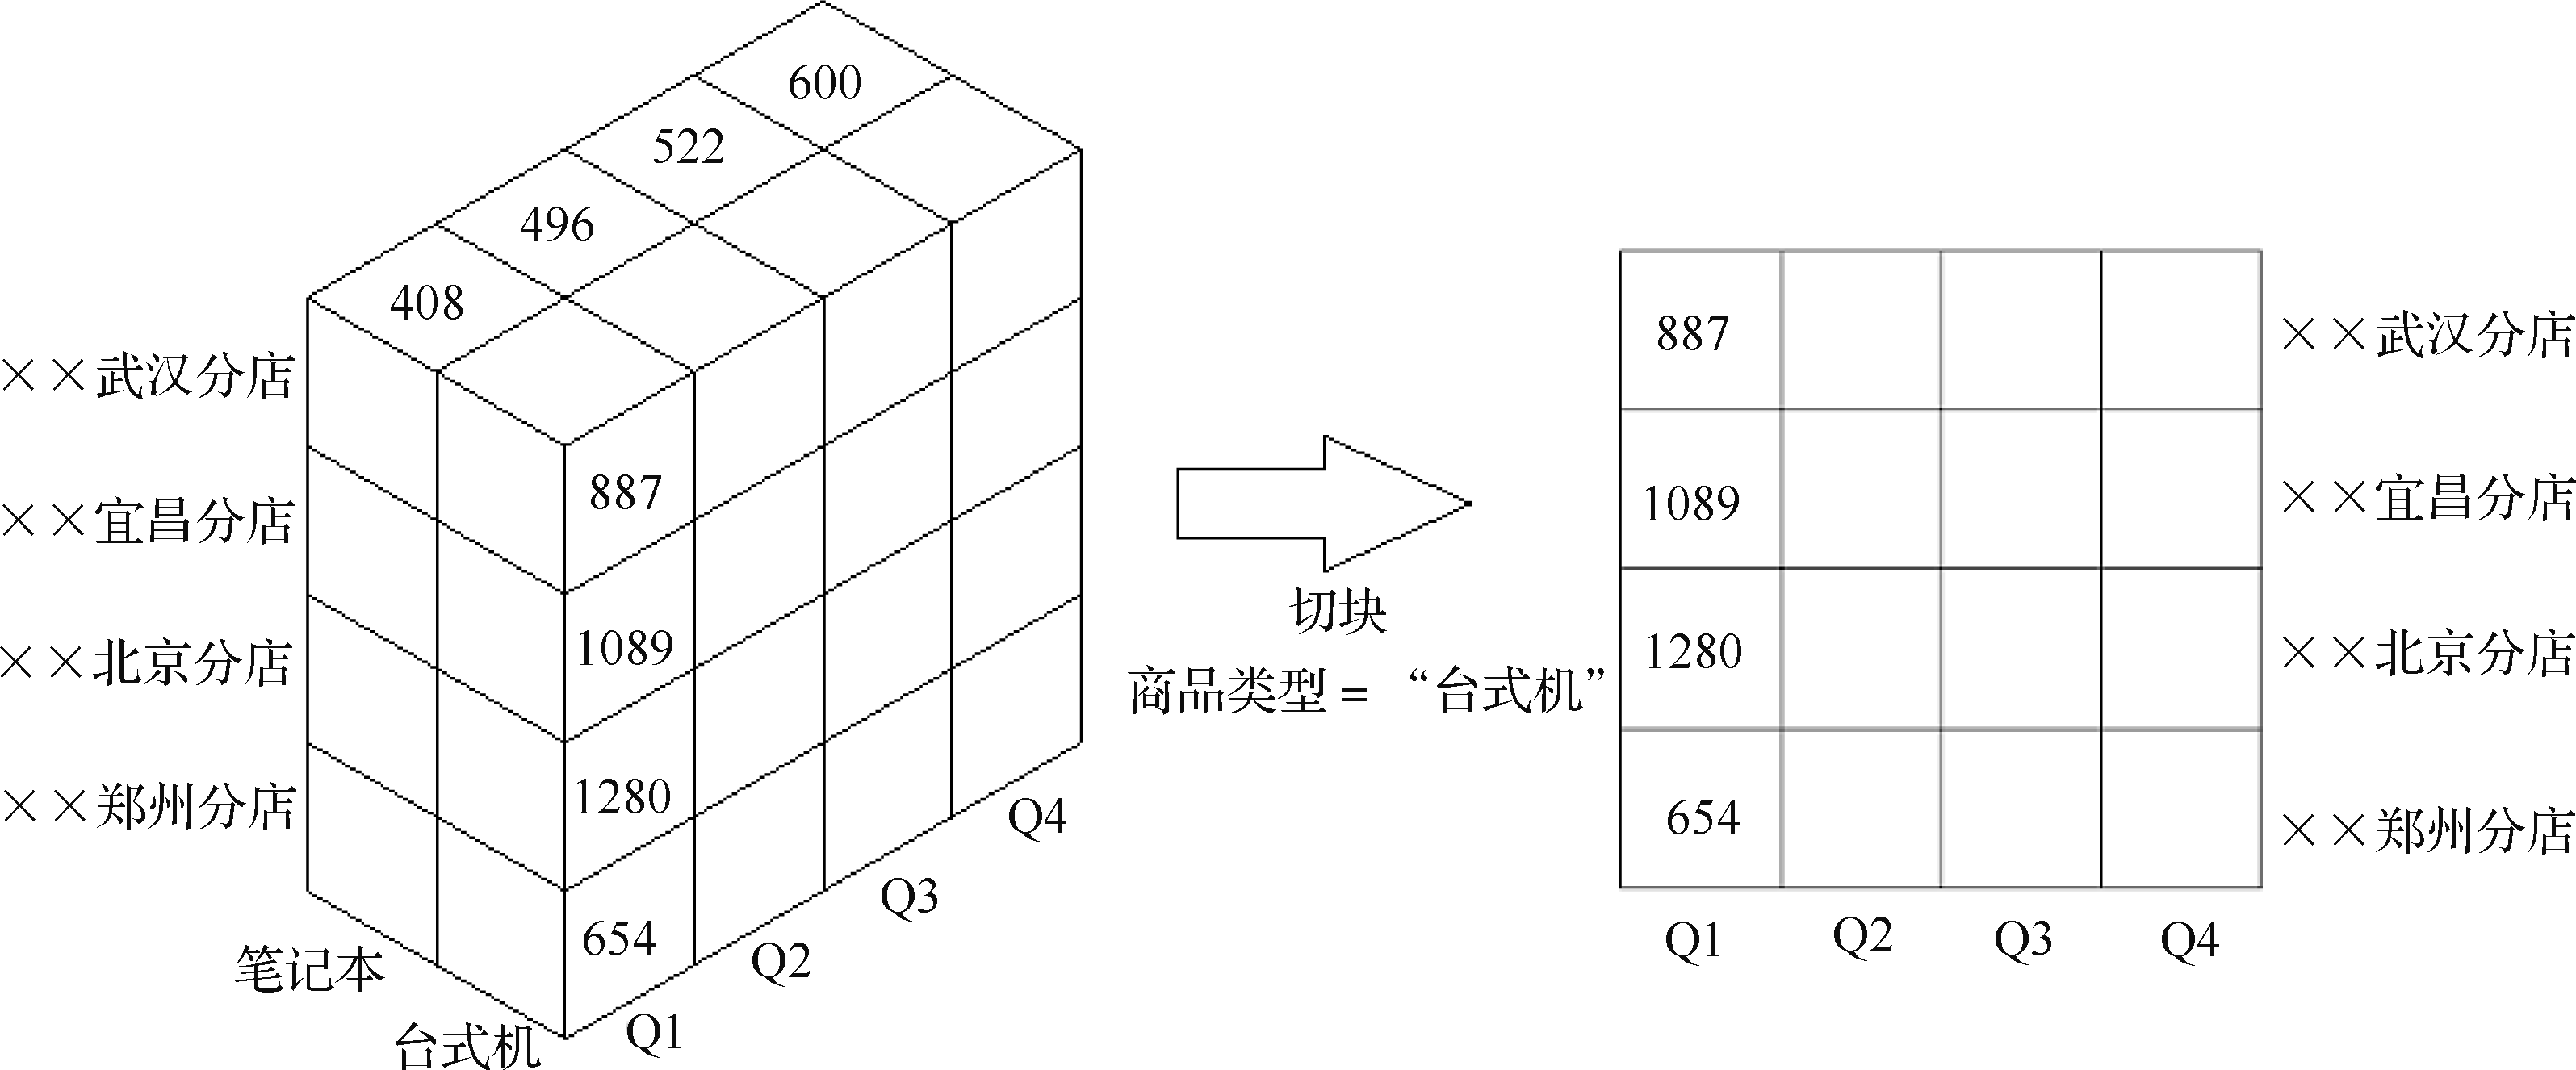 600
522
496
408
××武汉分店
887
××宜昌分店
1089
××北京分店
1280
××郑州分店
654
笔记本
台式机
Q1
Q2
Q3
Q4
切块
商品类型 = “台式机”
887
××武汉分店
1089
××宜昌分店
1280
××北京分店
654
××郑州分店
Q1
Q2
Q3
Q4